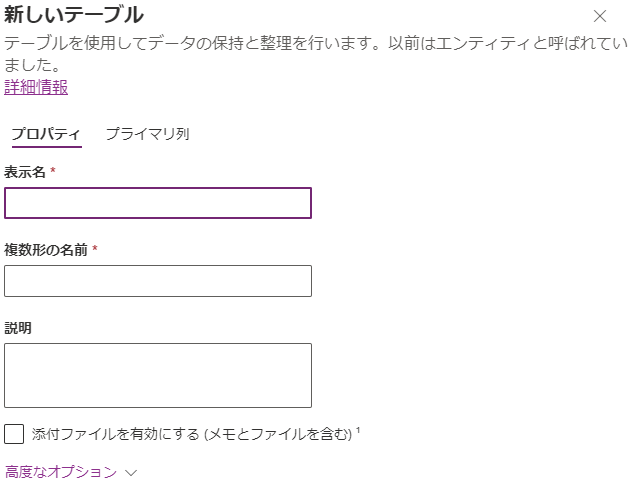 新しいテーブル
テーブルを使用してデータの保持と整理を行います。以前はエンティティと呼ばれてい
ました。
詳細情報
プロパティ プライマリ列
表示名 *
複数形の名前 *
説明
添付ファイルを有効にする (メモとファイルを含む) ¹
高度なオプション